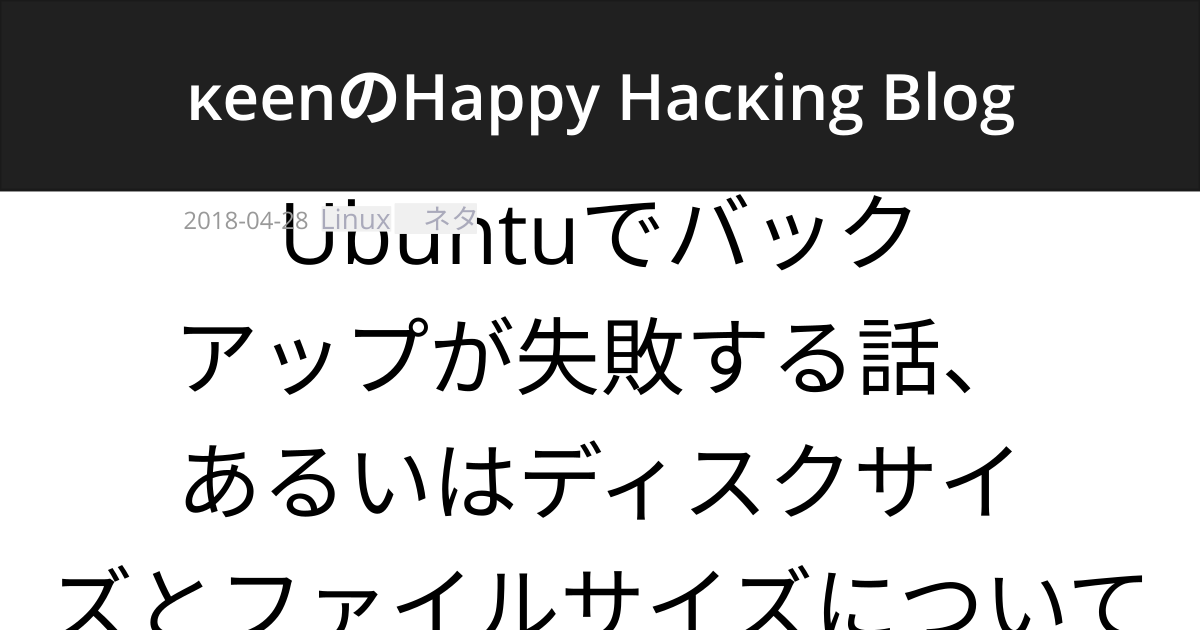 κeenのHappy Hacκing Blog
2018-04-28 Linux ネタ
Ubuntuでバック
アップが失敗する話、
あるいはディスクサイ
ズとファイルサイズについて